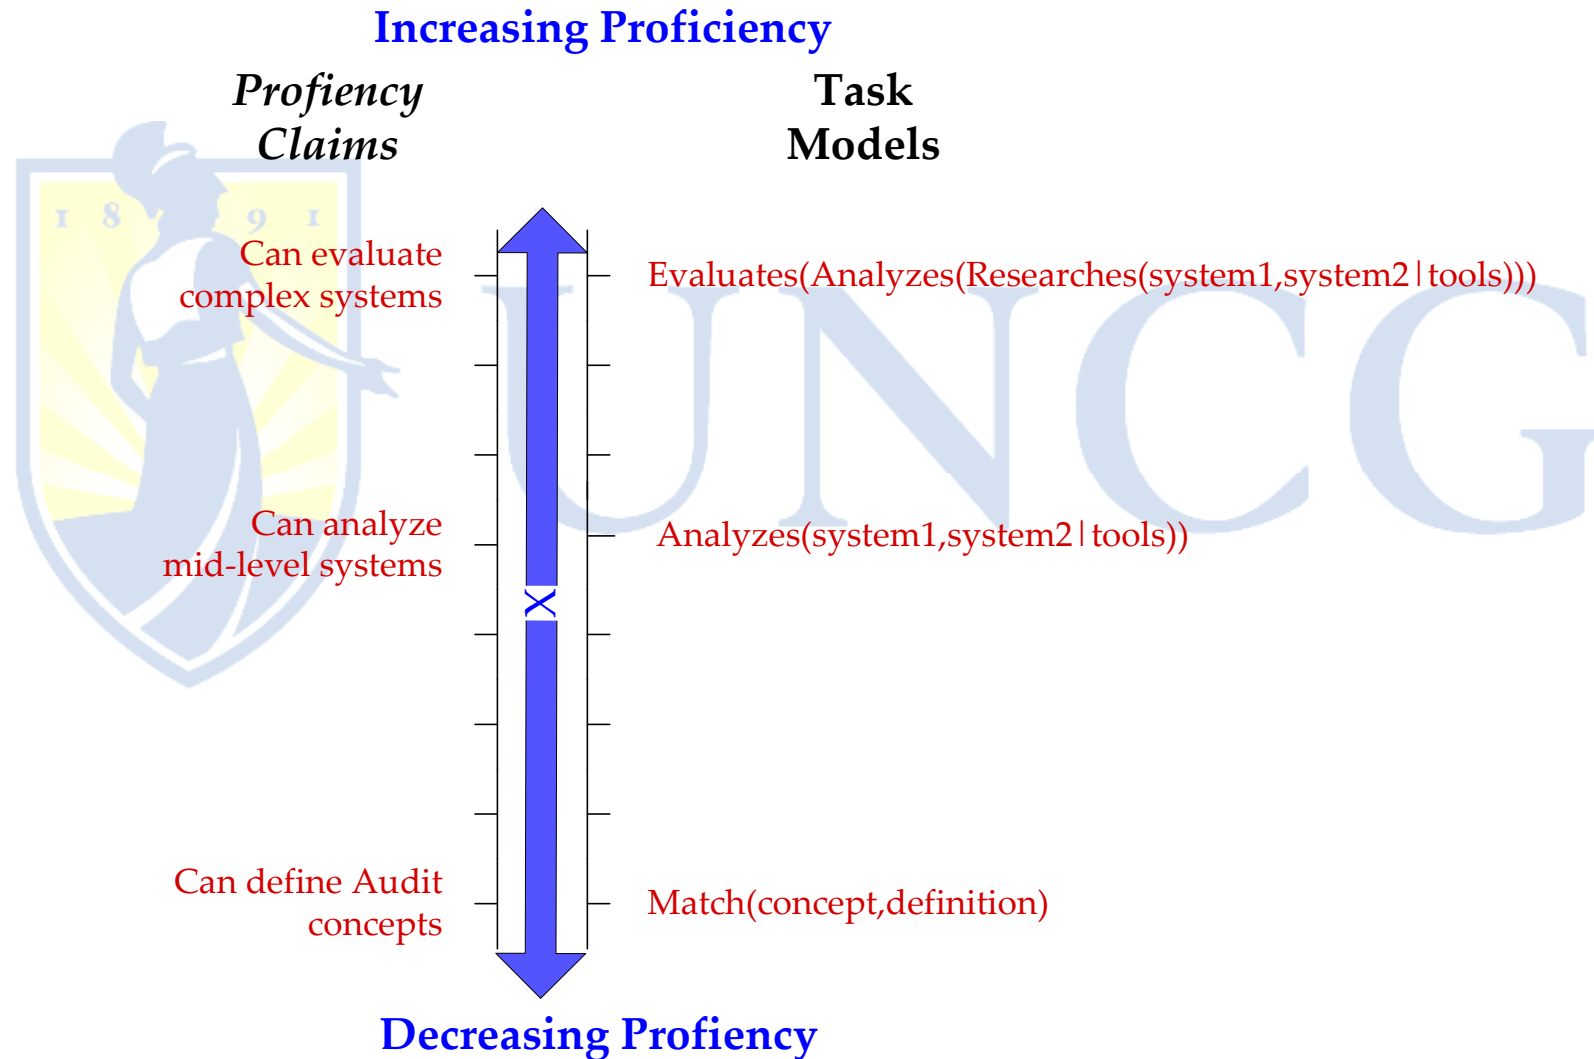 Increasing Proficiency
Profiency
Claims
Task
Models
1 8 9 1
UNCG
Can evaluate
complex systems
Evaluates(Analyzes(Researches(system1,system2|tools)))
Can analyze
mid-level systems
Analyzes(system1,system2|tools))
X
Can define Audit
concepts
Match(concept,definition)
Decreasing Profiency